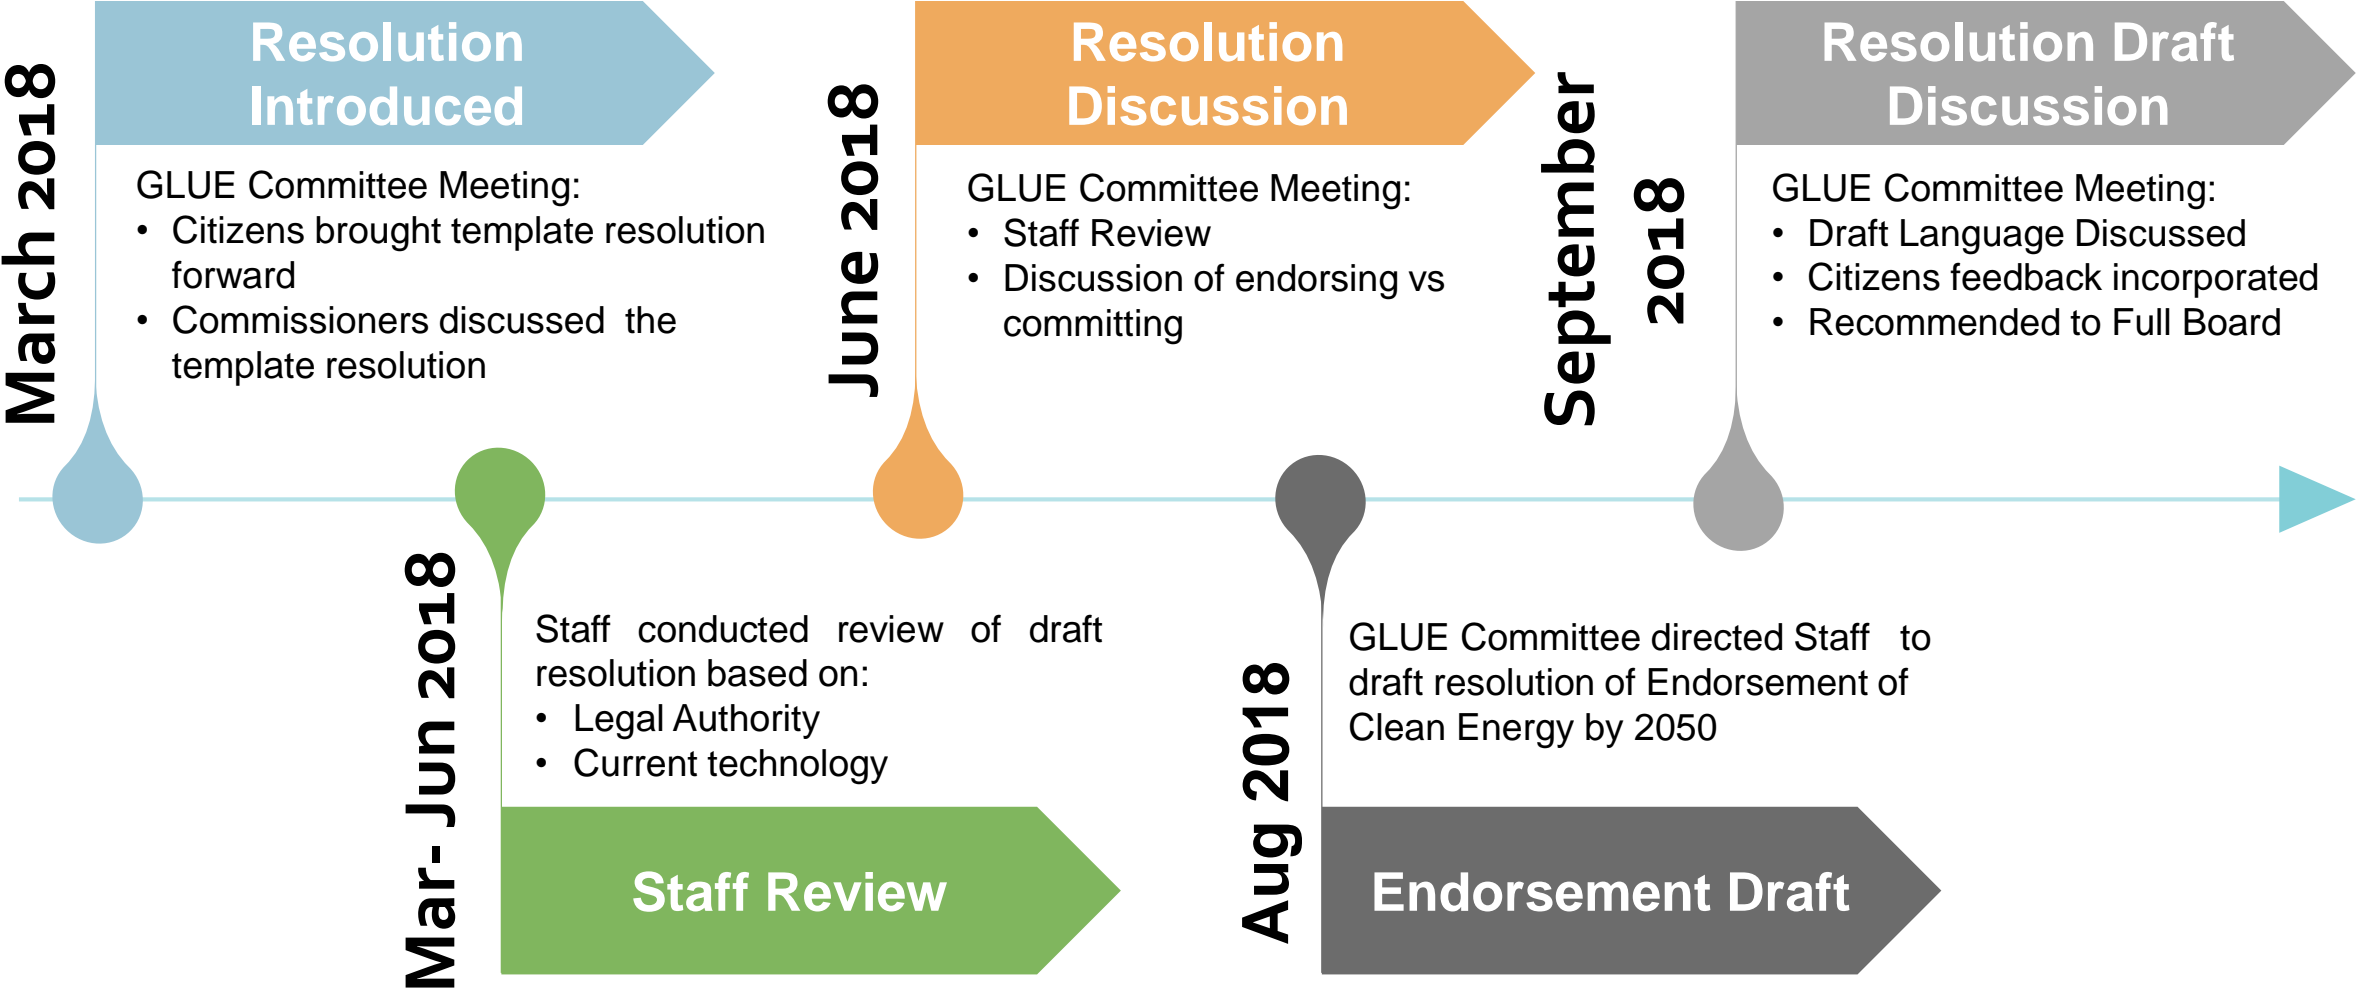 March 2018
Resolution
Introduced
GLUE Committee Meeting:
• Citizens brought template resolution
forward
• Commissioners discussed  the
template resolution
Mar- Jun 2018
Staff conducted review of draft
resolution based on:
• Legal Authority
• Current technology
Staff Review
June 2018
Resolution
Discussion
GLUE Committee Meeting:
• Staff Review
• Discussion of endorsing vs
committing
Aug 2018
GLUE Committee directed Staff  to
draft resolution of Endorsement of
Clean Energy by 2050
Endorsement Draft
September
2018
Resolution Draft
Discussion
GLUE Committee Meeting:
• Draft Language Discussed
• Citizens feedback incorporated
• Recommended to Full Board